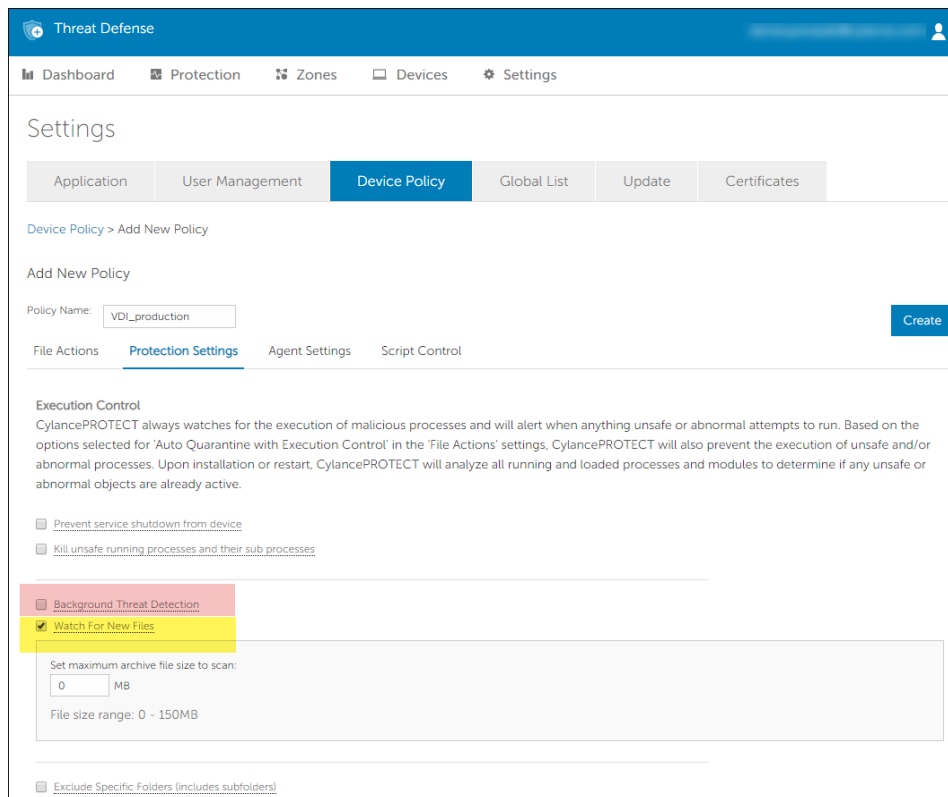 Threat Defense
Dashboard Protection Zones Devices Settings
Settings
Application User Management Device Policy Global List Update Certificates
Device Policy > Add New Policy
Add New Policy
Policy Name: VDI_production
Create
File Actions Protection Settings Agent Settings Script Control
Execution Control
CylancePROTECT always watches for the execution of malicious processes and will alert when anything unsafe or abnormal attempts to run. Based on the
options selected for 'Auto Quarantine with Execution Control' in the 'File Actions' settings, CylancePROTECT will also prevent the execution of unsafe and/or
abnormal processes. Upon installation or restart, CylancePROTECT will analyze all running and loaded processes and modules to determine if any unsafe or
abnormal objects are already active.
Prevent service shutdown from device
Kill unsafe running processes and their sub processes
Background Threat Detection
Watch For New Files
Set maximum archive file size to scan:
0 MB
File size range: 0 - 150MB
Exclude Specific Folders (includes subfolders)